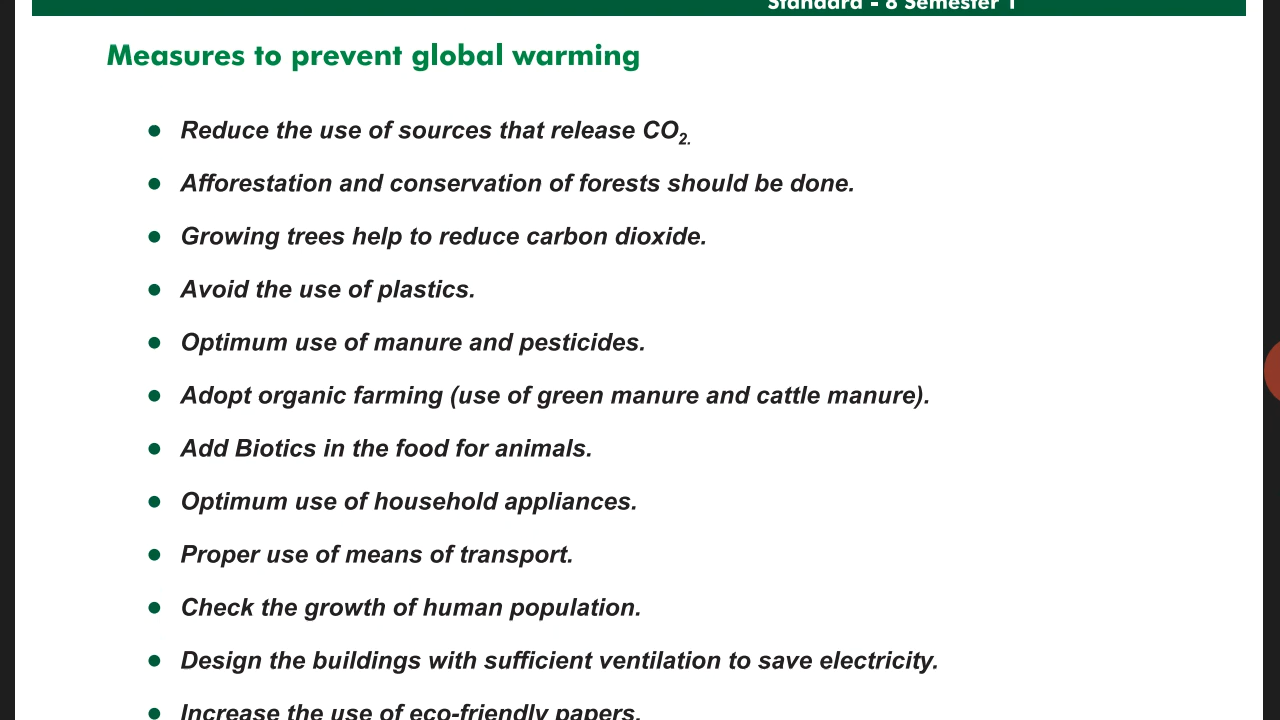 Standard - 8 Semester 1
Measures to prevent global warming
● Reduce the use of sources that release CO₂.
● Afforestation and conservation of forests should be done.
● Growing trees help to reduce carbon dioxide.
● Avoid the use of plastics.
● Optimum use of manure and pesticides.
● Adopt organic farming (use of green manure and cattle manure).
● Add Biotics in the food for animals.
● Optimum use of household appliances.
● Proper use of means of transport.
● Check the growth of human population.
● Design the buildings with sufficient ventilation to save electricity.
● Increase the use of eco-friendly papers.